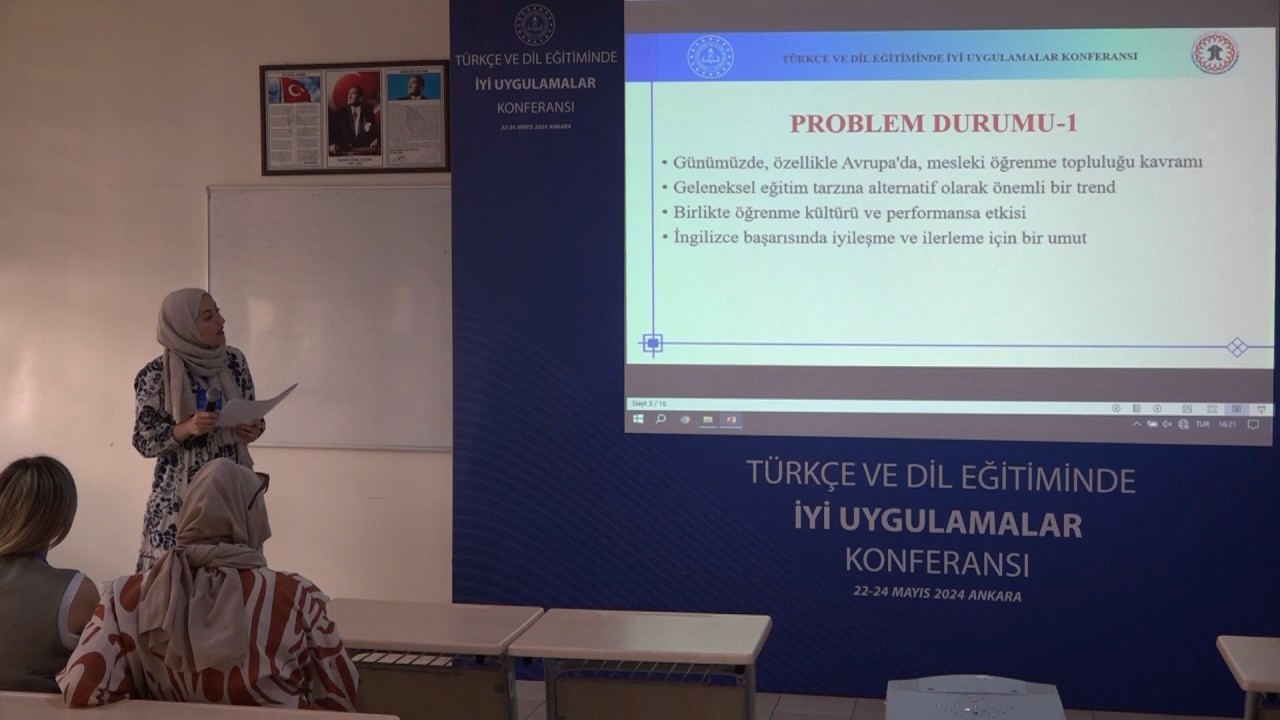 TÜRKÇE VE DİL EĞİTİMİNDE
İYİ UYGULAMALAR
KONFERANSI
22-24 MAYIS 2024 ANKARA
TÜRKÇE VE DİL EĞİTİMİNDE İYİ UYGULAMALAR KONFERANSI
PROBLEM DURUMU-1
• Günümüzde, özellikle Avrupa'da, mesleki öğrenme topluluğu kavramı
• Geleneksel eğitim tarzına alternatif olarak önemli bir trend
• Birlikte öğrenme kültürü ve performansa etkisi
• İngilizce başarısında iyileşme ve ilerleme için bir umut
Slayt 3 / 16
TUR 16:21
TÜRKÇE VE DİL EĞİTİMİNDE
İYİ UYGULAMALAR
KONFERANSI
22-24 MAYIS 2024 ANKARA